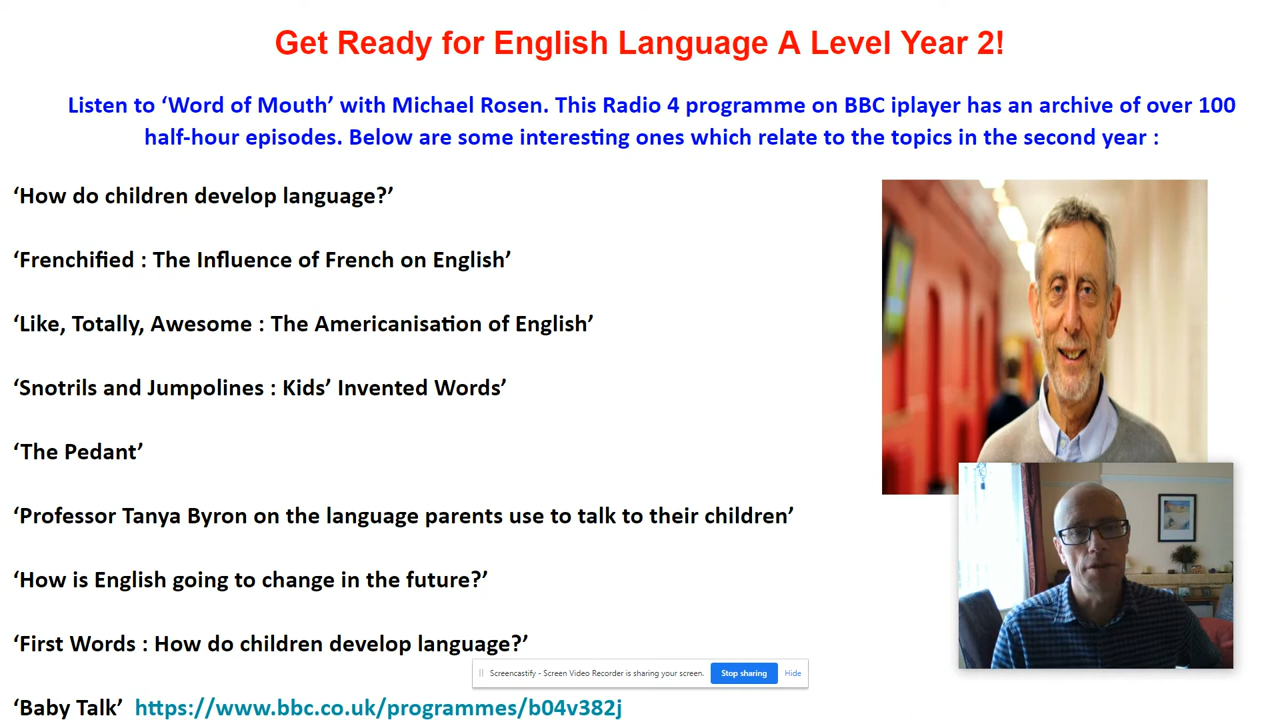 Get Ready for English Language A Level Year 2!
Listen to ‘Word of Mouth’ with Michael Rosen. This Radio 4 programme on BBC iplayer has an archive of over 100
half-hour episodes. Below are some interesting ones which relate to the topics in the second year :
‘How do children develop language?’
‘Frenchified : The Influence of French on English’
‘Like, Totally, Awesome : The Americanisation of English’
‘Snotrils and Jumpolines : Kids’ Invented Words’
‘The Pedant’
‘Professor Tanya Byron on the language parents use to talk to their children’
‘How is English going to change in the future?’
‘First Words : How do children develop language?’
Screencastify - Screen Video Recorder is sharing your screen. Stop sharing Hide
‘Baby Talk’ https://www.bbc.co.uk/programmes/b04v382j